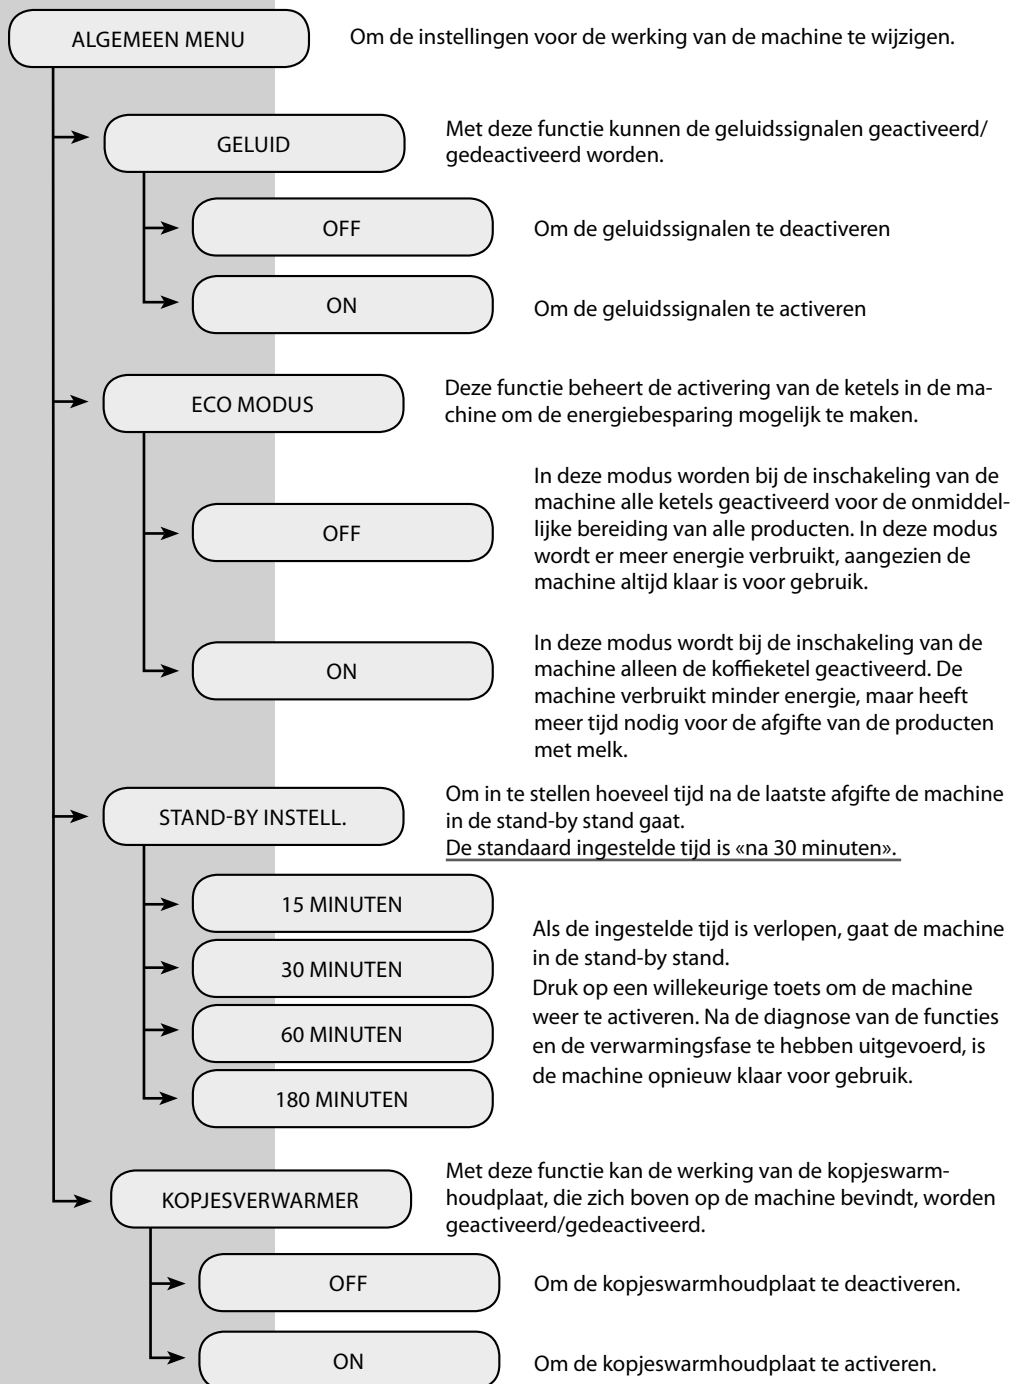 ALGEMEEN MENU
Om de instellingen voor de werking van de machine te wijzigen.
GELUID
Met deze functie kunnen de geluidssignalen geactiveerd/
gedeactiveerd worden.
OFF
Om de geluidssignalen te deactiveren
ON
Om de geluidssignalen te activeren
ECO MODUS
Deze functie beheert de activering van de ketels in de ma-
chine om de energiebesparing mogelijk te maken.
OFF
In deze modus worden bij de inschakeling van de
machine alle ketels geactiveerd voor de onmiddel-
lijke bereiding van alle producten. In deze modus
wordt er meer energie verbruikt, aangezien de
machine altijd klaar is voor gebruik.
ON
In deze modus wordt bij de inschakeling van de
machine alleen de koffieketel geactiveerd. De
machine verbruikt minder energie, maar heeft
meer tijd nodig voor de afgifte van de producten
met melk.
STAND-BY INSTELL.
Om in te stellen hoeveel tijd na de laatste afgifte de machine
in de stand-by stand gaat.
De standaard ingestelde tijd is «na 30 minuten».
15 MINUTEN
30 MINUTEN
60 MINUTEN
180 MINUTEN
Als de ingestelde tijd is verlopen, gaat de machine
in de stand-by stand.
Druk op een willekeurige toets om de machine
weer te activeren. Na de diagnose van de functies
en de verwarmingsfase te hebben uitgevoerd, is
de machine opnieuw klaar voor gebruik.
KOPJESVERWARMER
Met deze functie kan de werking van de kopjeswarm-
houdplaat, die zich boven op de machine bevindt, worden
geactiveerd/gedeactiveerd.
OFF
Om de kopjeswarmhoudplaat te deactiveren.
ON
Om de kopjeswarmhoudplaat te activeren.